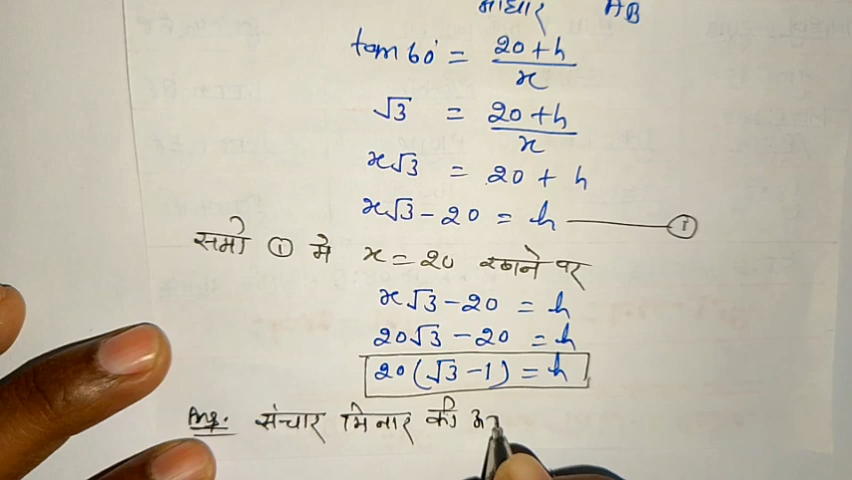 आधार AB
tan 60° = 20+h / x
√3 = 20+h / x
x√3 = 20 + h
x√3 - 20 = h —— ①
समी ① मे x = 20 रखने पर
x√3 - 20 = h
20√3 - 20 = h
20(√3 - 1) = h
Ans. संचार मिनार की